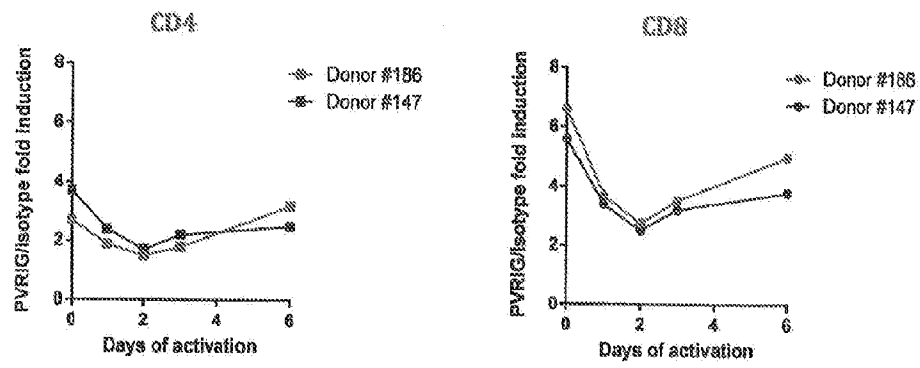 CD4
PVRIG/isotype fold induction
8
6
4
2
0
0 2 4 6
Days of activation
Donor #186
Donor #147
CD8
PVRIG/isotype fold induction
8
6
4
2
0
0 2 4 6
Days of activation
Donor #186
Donor #147